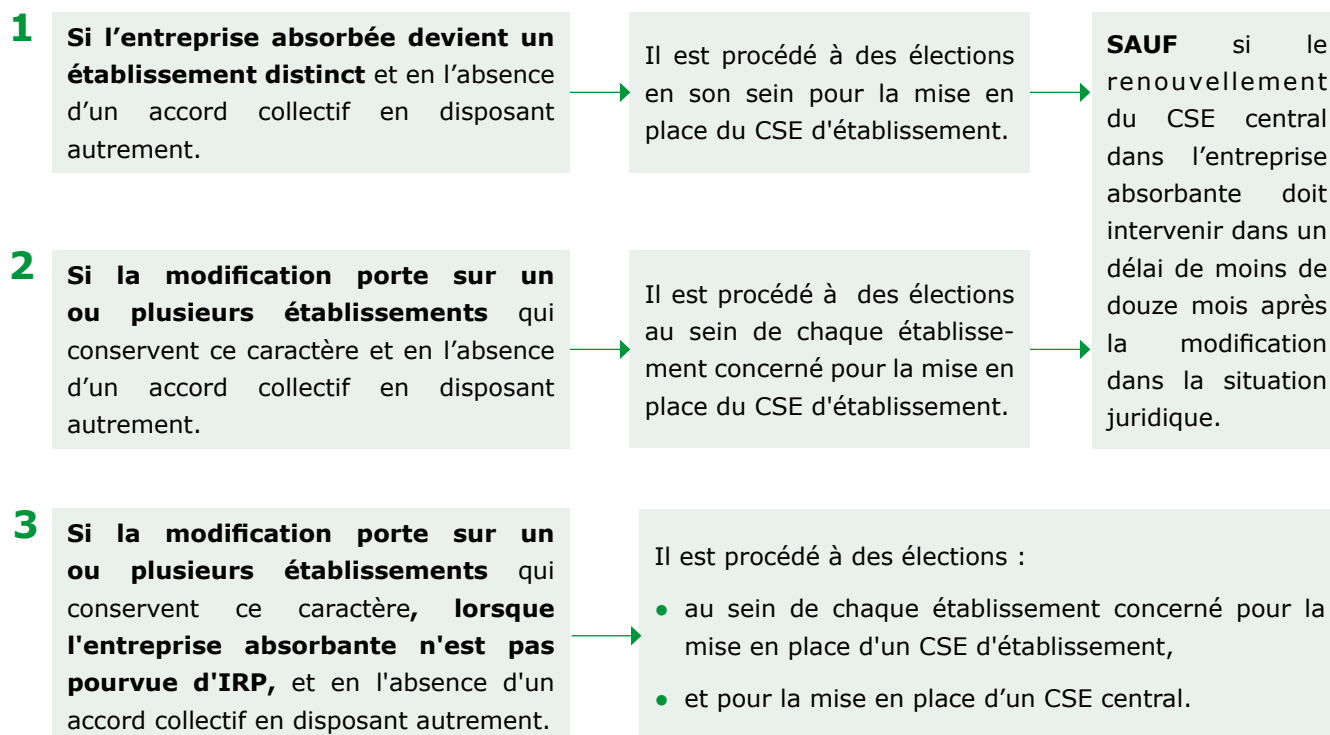 1
Si l’entreprise absorbée devient un
établissement distinct et en l’absence
d’un accord collectif en disposant
autrement.
Il est procédé à des élections
en son sein pour la mise en
place du CSE d'établissement.
SAUF si le
renouvellement
du CSE central
dans l’entreprise
absorbante doit
intervenir dans un
délai de moins de
douze mois après
la modification
dans la situation
juridique.
2
Si la modification porte sur un
ou plusieurs établissements qui
conservent ce caractère et en l’absence
d’un accord collectif en disposant
autrement.
Il est procédé à des élections
au sein de chaque établisse-
ment concerné pour la mise en
place du CSE d'établissement.
3
Si la modification porte sur un
ou plusieurs établissements qui
conservent ce caractère, lorsque
l'entreprise absorbante n'est pas
pourvue d'IRP, et en l'absence d'un
accord collectif en disposant autrement.
Il est procédé à des élections :
• au sein de chaque établissement concerné pour la
mise en place d'un CSE d'établissement,
• et pour la mise en place d’un CSE central.